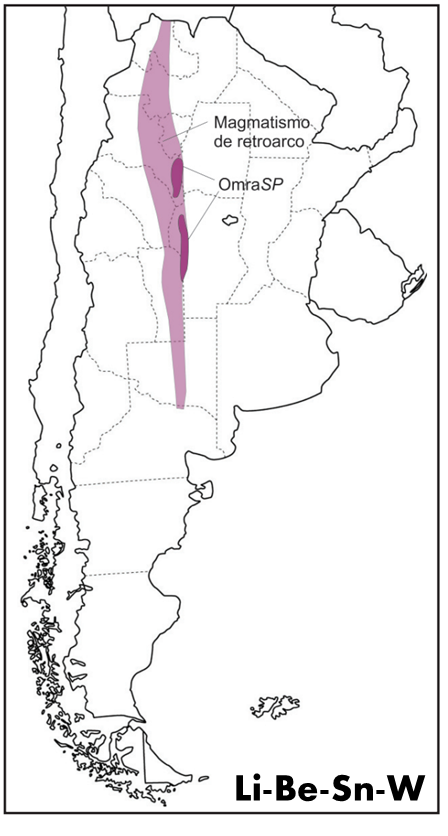 Magmatismo
de retroarco
OmraSP
Li-Be-Sn-W